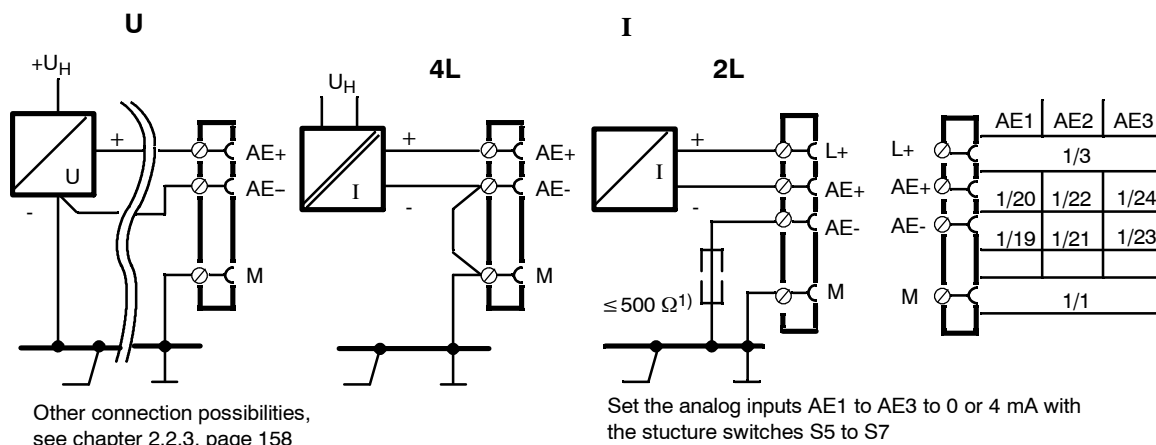 U
I
+U_H
U_H
4L
2L
U
+
-
AE+
AE−
M
I
+
-
AE+
AE-
M
I
+
-
L+
AE+
AE-
M
≤ 500 Ω¹⁾
AE1 AE2 AE3
L+ 1/3
AE+ 1/20 1/22 1/24
AE- 1/19 1/21 1/23
M 1/1
Other connection possibilities,
see chapter 2.2.3, page 158
Set the analog inputs AE1 to AE3 to 0 or 4 mA with
the stucture switches S5 to S7